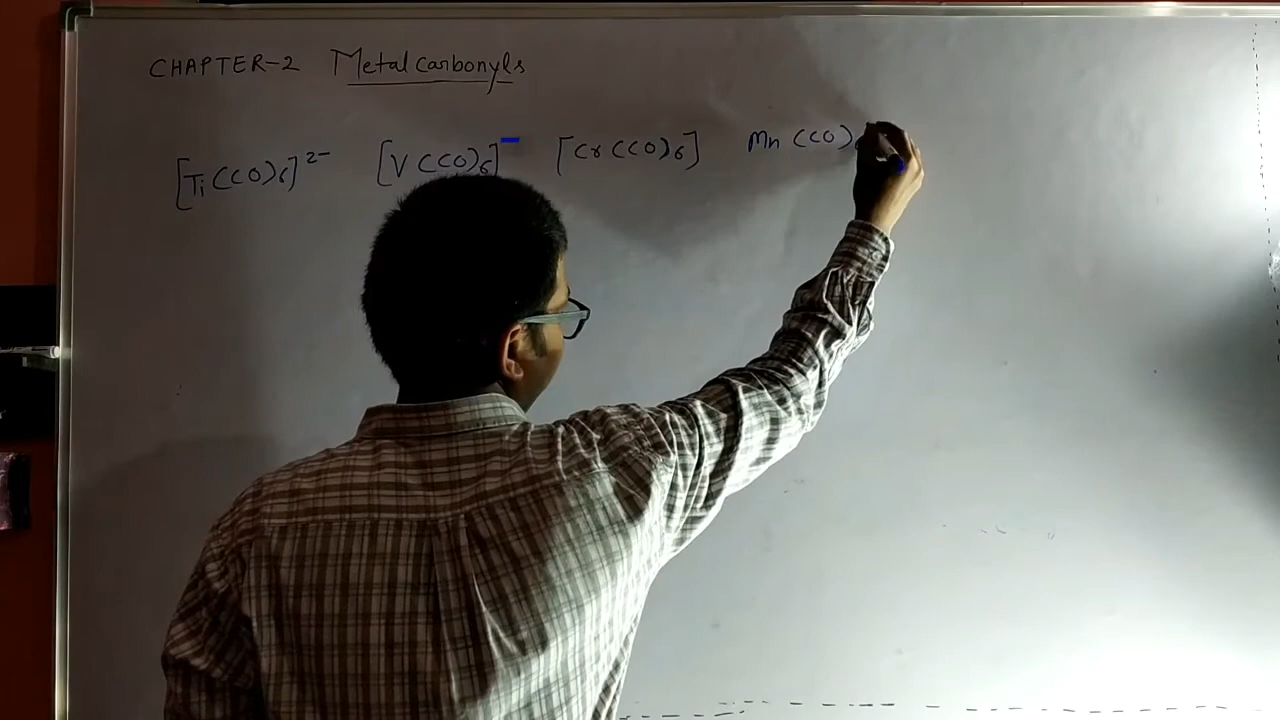 CHAPTER-2 Metal Carbonyls
[Ti(CO)6]2- [V(CO)6]- [Cr(CO)6] Mn(CO)